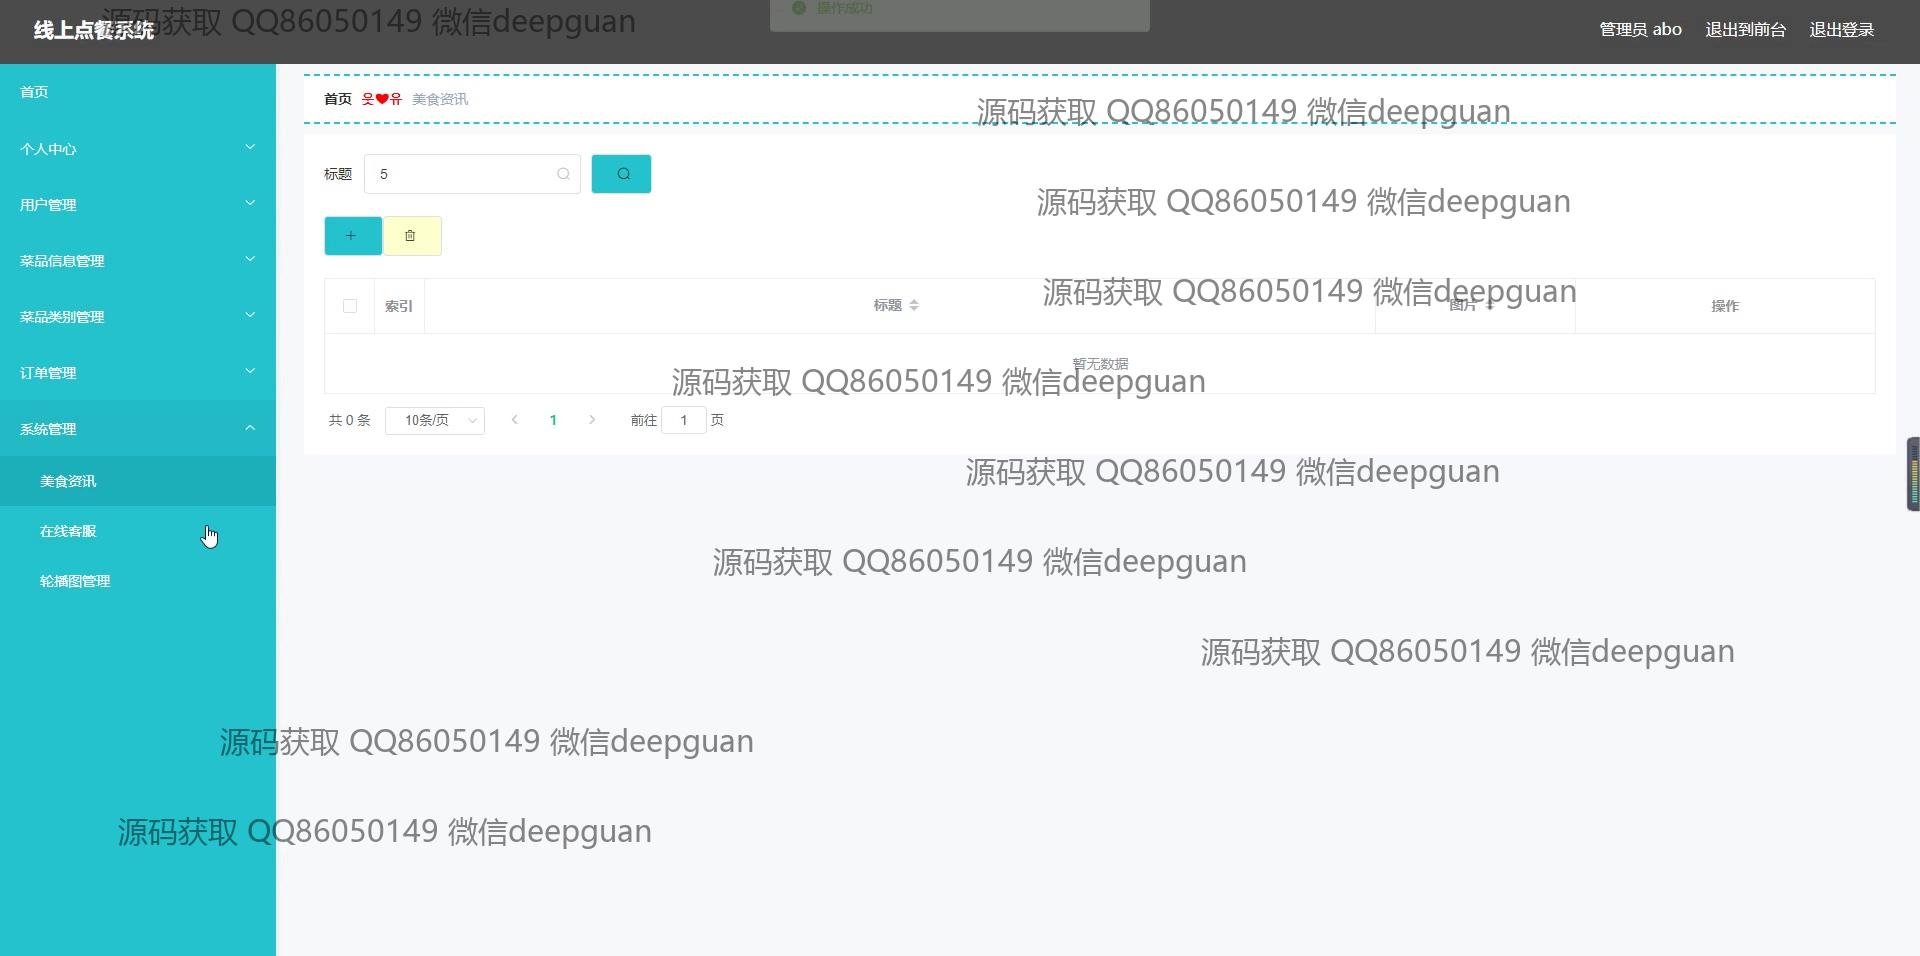 线上点餐系统
源码获取 QQ86050149 微信deepguan
操作成功
管理员 abo
退出到前台
退出登录
首页
个人中心
用户管理
菜品信息管理
菜品类别管理
订单管理
系统管理
美食资讯
在线客服
轮播图管理
首页 웃❤유 美食资讯
源码获取 QQ86050149 微信deepguan
标题 5
源码获取 QQ86050149 微信deepguan
源码获取 QQ86050149 微信deepguan
索引 标题 图片 操作
暂无数据
源码获取 QQ86050149 微信deepguan
共 0 条 10条/页 1 前往 1 页
源码获取 QQ86050149 微信deepguan
源码获取 QQ86050149 微信deepguan
源码获取 QQ86050149 微信deepguan
源码获取 QQ86050149 微信deepguan
源码获取 QQ86050149 微信deepguan